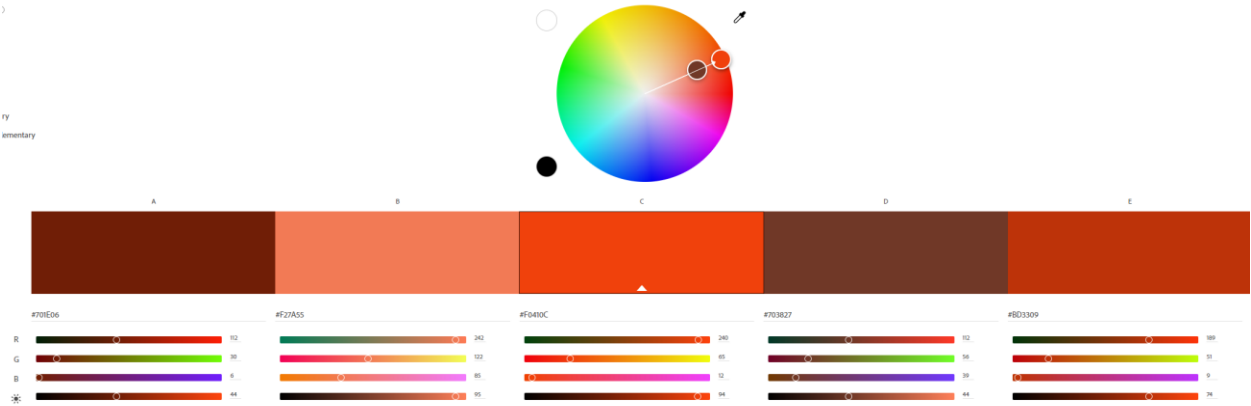 ry
ementary
A B C D E
#701E06 #F27A55 #F0410C #703827 #BD3309
R 112 242 240 112 189
G 30 122 65 56 51
B 6 85 12 39 9
44 95 94 44 74